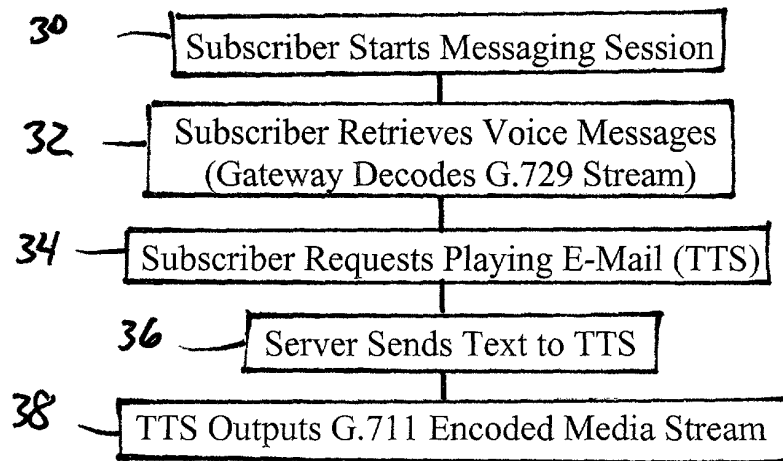 30 Subscriber Starts Messaging Session
32 Subscriber Retrieves Voice Messages
(Gateway Decodes G.729 Stream)
34 Subscriber Requests Playing E-Mail (TTS)
36 Server Sends Text to TTS
38 TTS Outputs G.711 Encoded Media Stream